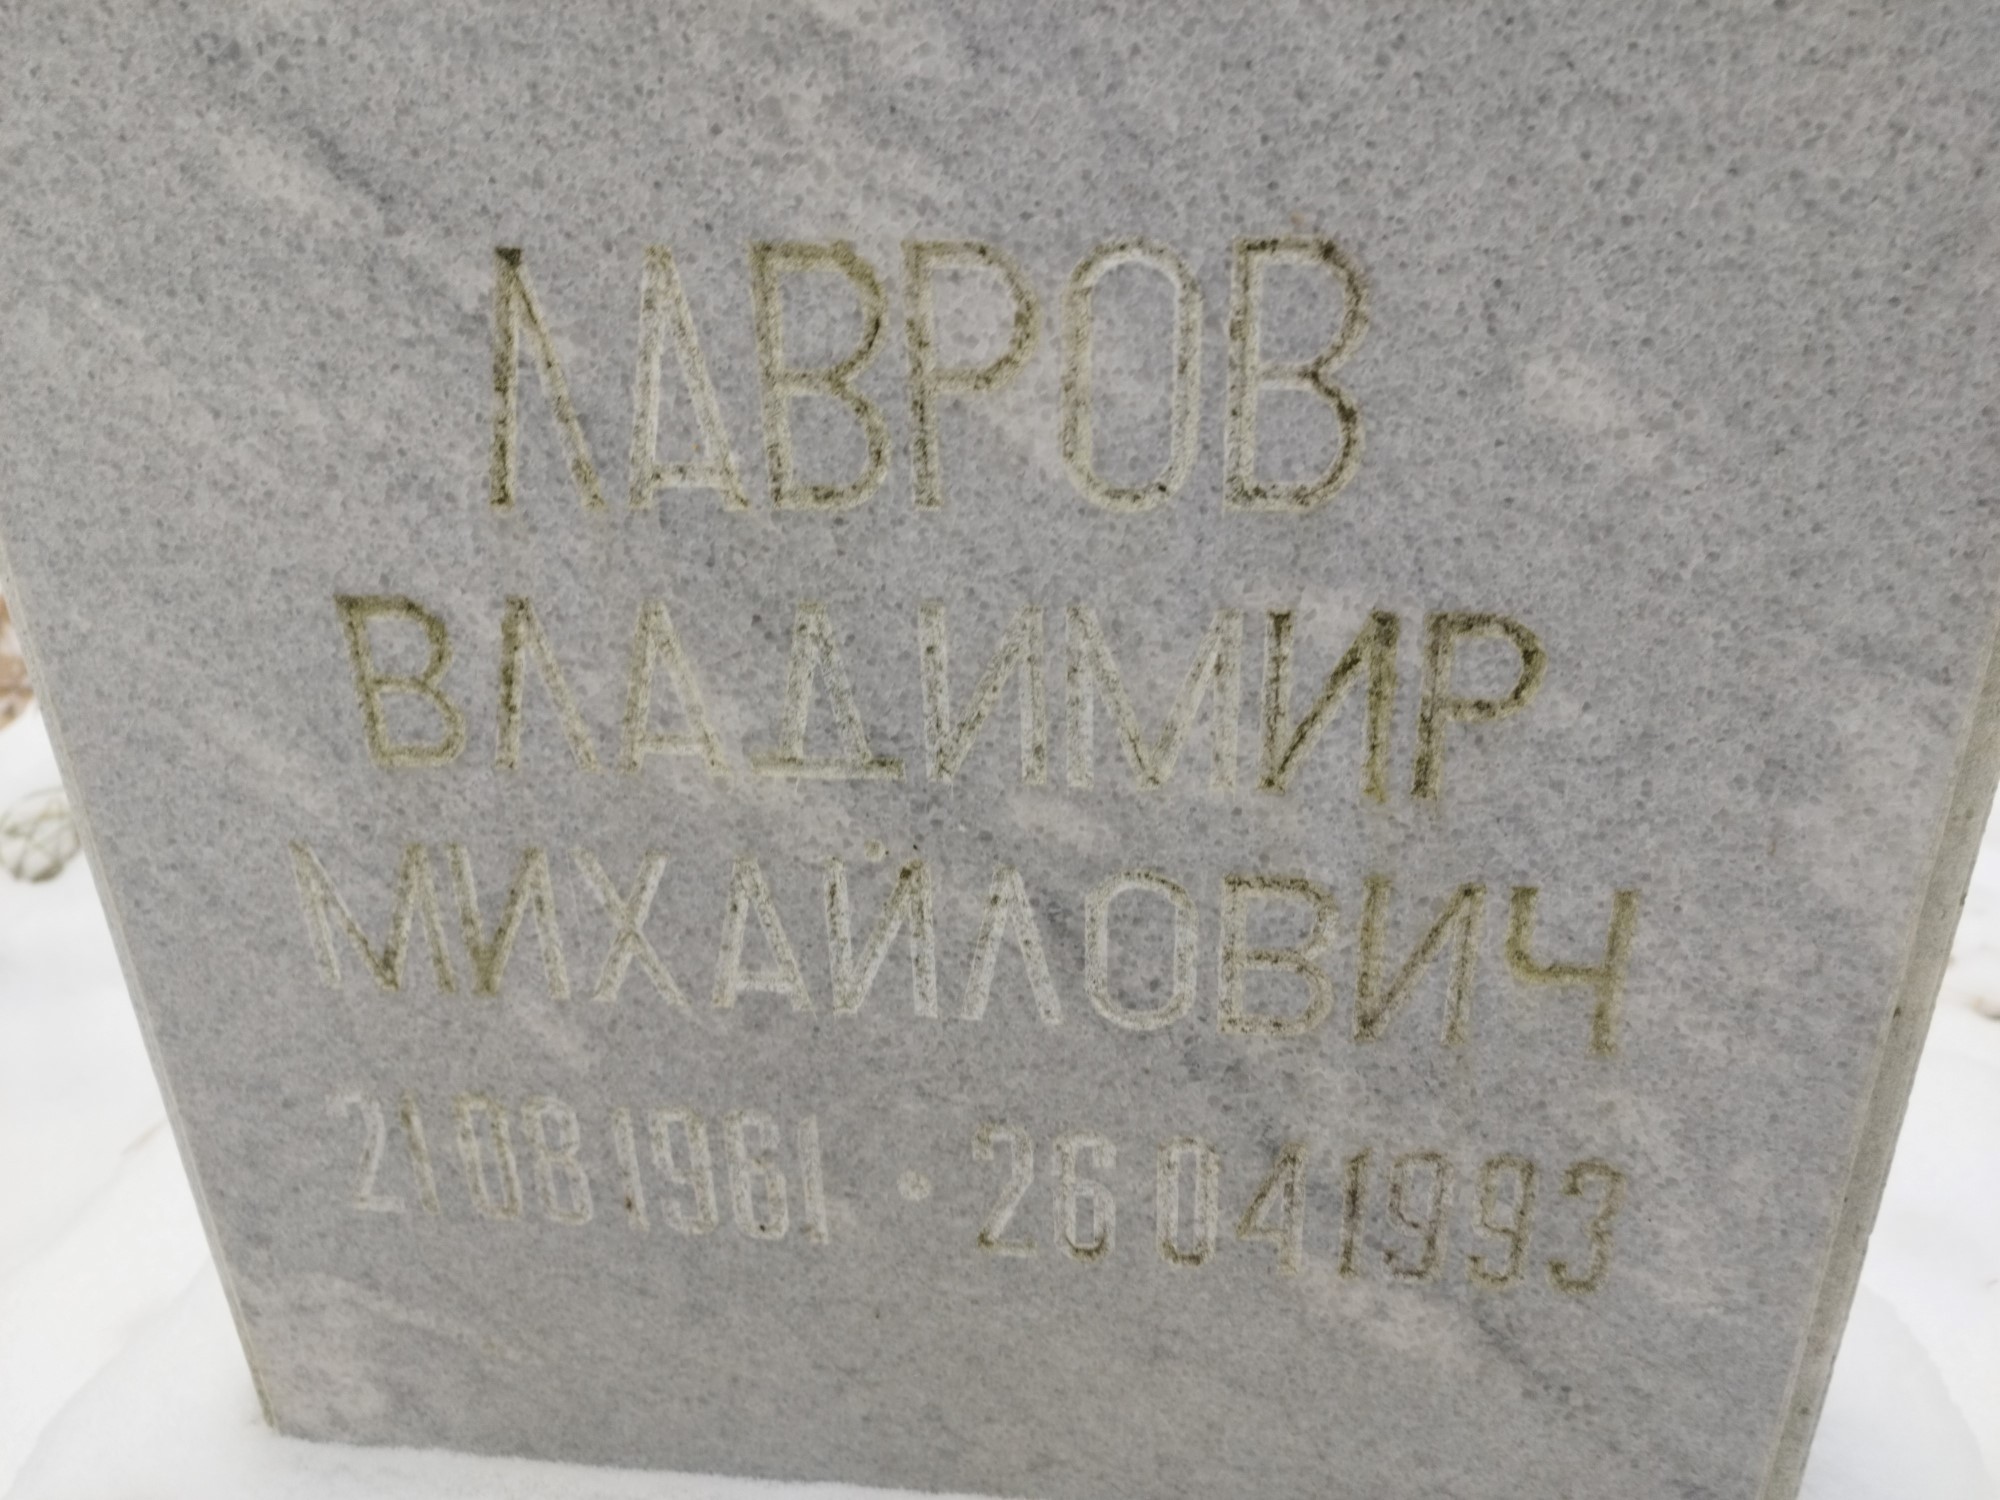 ЛАВРОВ
ВЛАДИМИР
МИХАЙЛОВИЧ
21 08 1961 • 26 04 1993